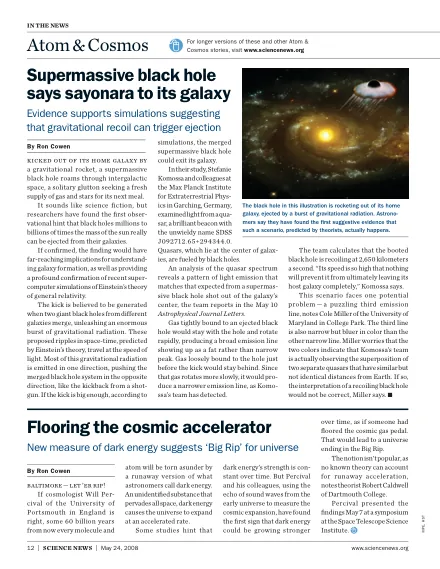 IN THE NEWS
Atom & Cosmos
For longer versions of these and other Atom &
Cosmos stories, visit www.sciencenews.org
Supermassive black hole
says sayonara to its galaxy
Evidence supports simulations suggesting
that gravitational recoil can trigger ejection
By Ron Cowen
KICKED OUT OF ITS HOME GALAXY BY
a gravitational rocket, a supermassive
black hole roams through intergalactic
space, a solitary glutton seeking a fresh
supply of gas and stars for its next meal.
It sounds like science fiction, but
researchers have found the first obser-
vational hint that black holes millions to
billions of times the mass of the sun really
can be ejected from their galaxies.
If confirmed, the finding would have
far-reaching implications for understand-
ing galaxy formation, as well as providing
a profound confirmation of recent super-
computer simulations of Einstein's theory
of general relativity.
The kick is believed to be generated
when two giant black holes from different
galaxies merge, unleashing an enormous
burst of gravitational radiation. These
proposed ripples in space-time, predicted
by Einstein's theory, travel at the speed of
light. Most of this gravitational radiation
is emitted in one direction, pushing the
merged black hole system in the opposite
direction, like the kickback from a shot-
gun. If the kick is big enough, according to
simulations, the merged
supermassive black hole
could exit its galaxy.
In their study, Stefanie
Komossa and colleagues at
the Max Planck Institute
for Extraterrestrial Phys-
ics in Garching, Germany,
examined light from a qua-
sar, a brilliant beacon with
the unwieldy name SDSS
J092712.65+294344.0.
Quasars, which lie at the center of galax-
ies, are fueled by black holes.
An analysis of the quasar spectrum
reveals a pattern of light emission that
matches that expected from a supermas-
sive black hole shot out of the galaxy's
center, the team reports in the May 10
Astrophysical Journal Letters.
Gas tightly bound to an ejected black
hole would stay with the hole and rotate
rapidly, producing a broad emission line
showing up as a fat rather than narrow
peak. Gas loosely bound to the hole just
before the kick would stay behind. Since
that gas rotates more slowly, it would pro-
duce a narrower emission line, as Komo-
ssa's team has detected.
The black hole in this illustration is rocketing out of its home
galaxy, ejected by a burst of gravitational radiation. Astrono-
mers say they have found the first suggestive evidence that
such a scenario, predicted by theorists, actually happens.
The team calculates that the booted
black hole is recoiling at 2,650 kilometers
a second. "Its speed is so high that nothing
will prevent it from ultimately leaving its
host galaxy completely," Komossa says.
This scenario faces one potential
problem—a puzzling third emission
line, notes Cole Miller of the University of
Maryland in College Park. The third line
is also narrow but bluer in color than the
other narrow line. Miller worries that the
two colors indicate that Komossa's team
is actually observing the superposition of
two separate quasars that have similar but
not identical distances from Earth. If so,
the interpretation of a recoiling black hole
would not be correct, Miller says. ■
Flooring the cosmic accelerator
New measure of dark energy suggests 'Big Rip' for universe
By Ron Cowen
BALTIMORE — LET 'ER RIP!
If cosmologist Will Per-
cival of the University of
Portsmouth in England is
right, some 60 billion years
from now every molecule and
atom will be torn asunder by
a runaway version of what
astronomers call dark energy.
An unidentified substance that
pervades all space, dark energy
causes the universe to expand
at an accelerated rate.
Some studies hint that
dark energy's strength is con-
stant over time. But Percival
and his colleagues, using the
echo of sound waves from the
early universe to measure the
cosmic expansion, have found
the first sign that dark energy
could be growing stronger
over time, as if someone had
floored the cosmic gas pedal.
That would lead to a universe
ending in the Big Rip.
The notion isn't popular, as
no known theory can account
for runaway acceleration,
notes theorist Robert Caldwell
of Dartmouth College.
Percival presented the
findings May 7 at a symposium
at the Space Telescope Science
Institute.
12 | SCIENCE NEWS | May 24, 2008
www.sciencenews.org